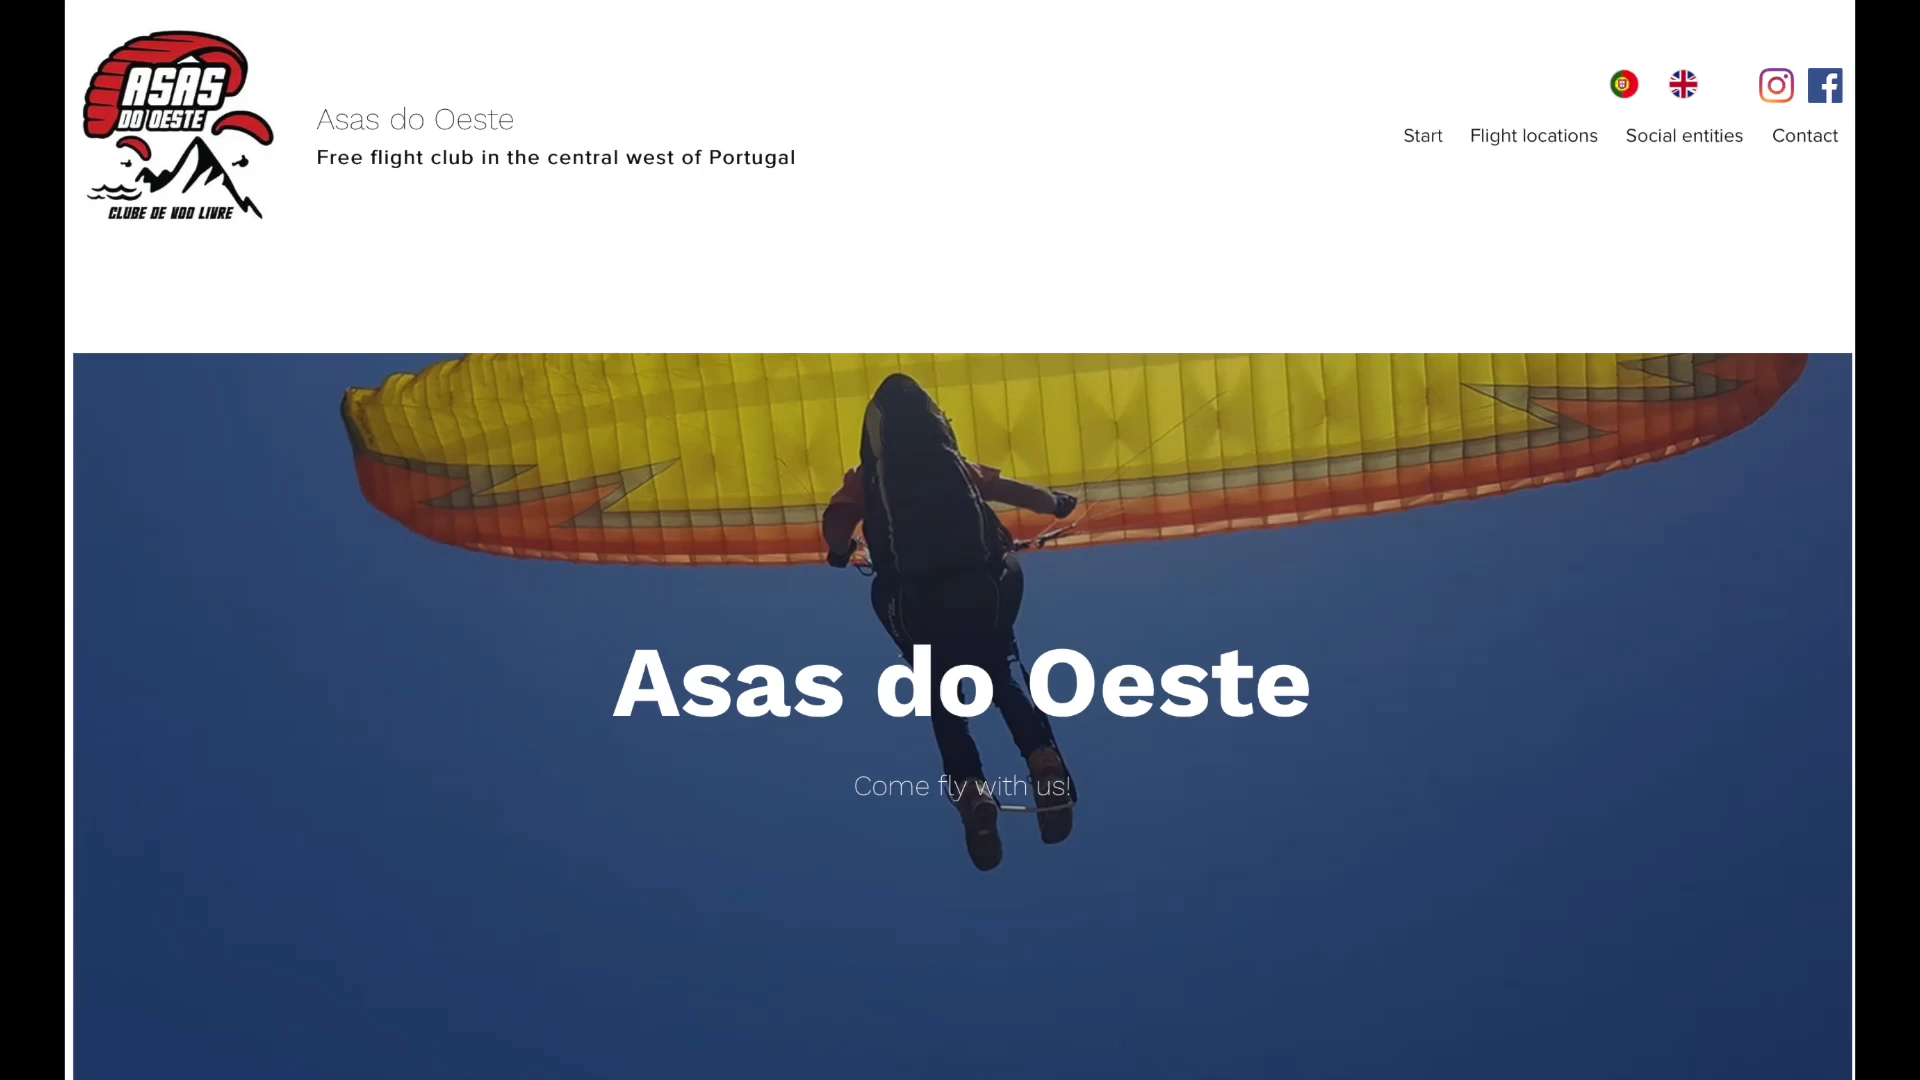 ASAS
DO OESTE
CLUBE DE VOO LIVRE
Asas do Oeste
Free flight club in the central west of Portugal
Start Flight locations Social entities Contact
Asas do Oeste
Come fly with us!